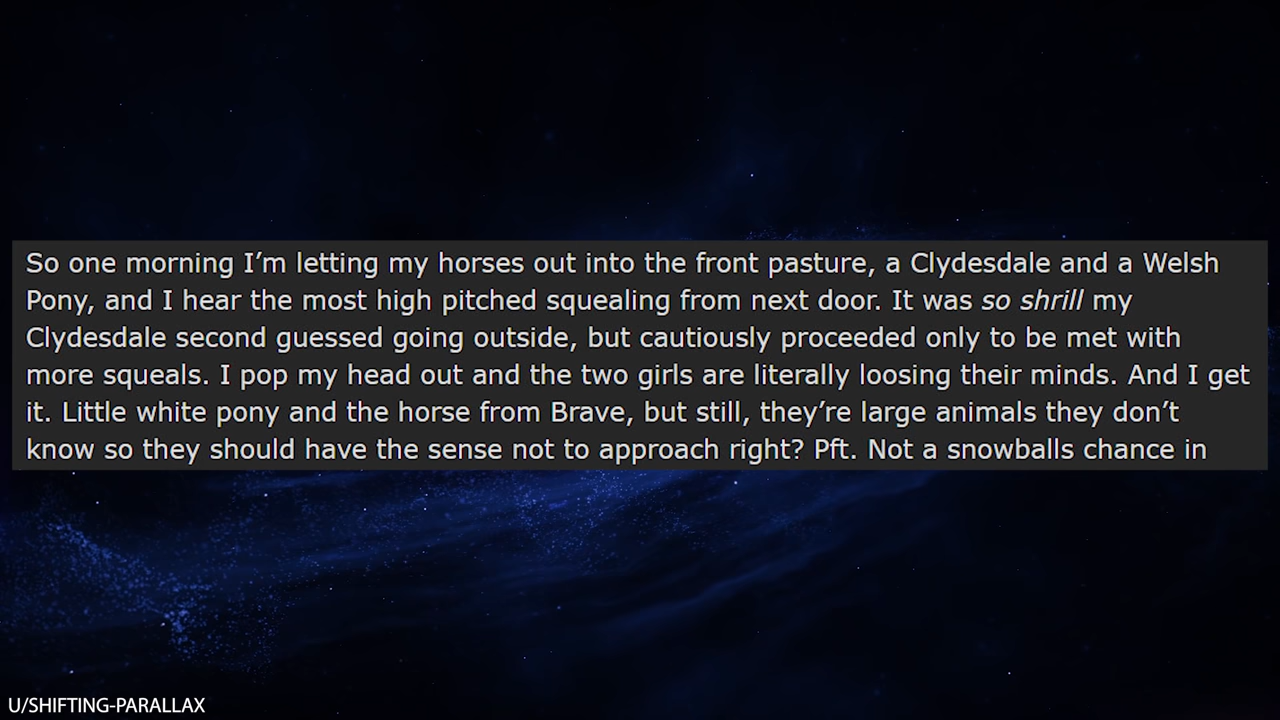 So one morning I’m letting my horses out into the front pasture, a Clydesdale and a Welsh
Pony, and I hear the most high pitched squealing from next door. It was so shrill my
Clydesdale second guessed going outside, but cautiously proceeded only to be met with
more squeals. I pop my head out and the two girls are literally loosing their minds. And I get
it. Little white pony and the horse from Brave, but still, they’re large animals they don’t
know so they should have the sense not to approach right? Pft. Not a snowballs chance in
U/SHIFTING-PARALLAX